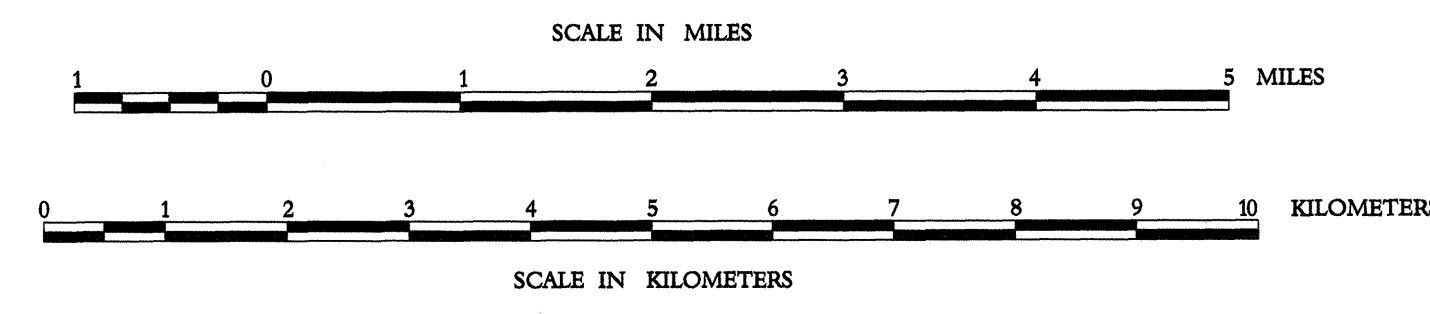 SCALE IN MILES
1 0 1 2 3 4 5 MILES
0 1 2 3 4 5 6 7 8 9 10 KILOMETERS
SCALE IN KILOMETERS